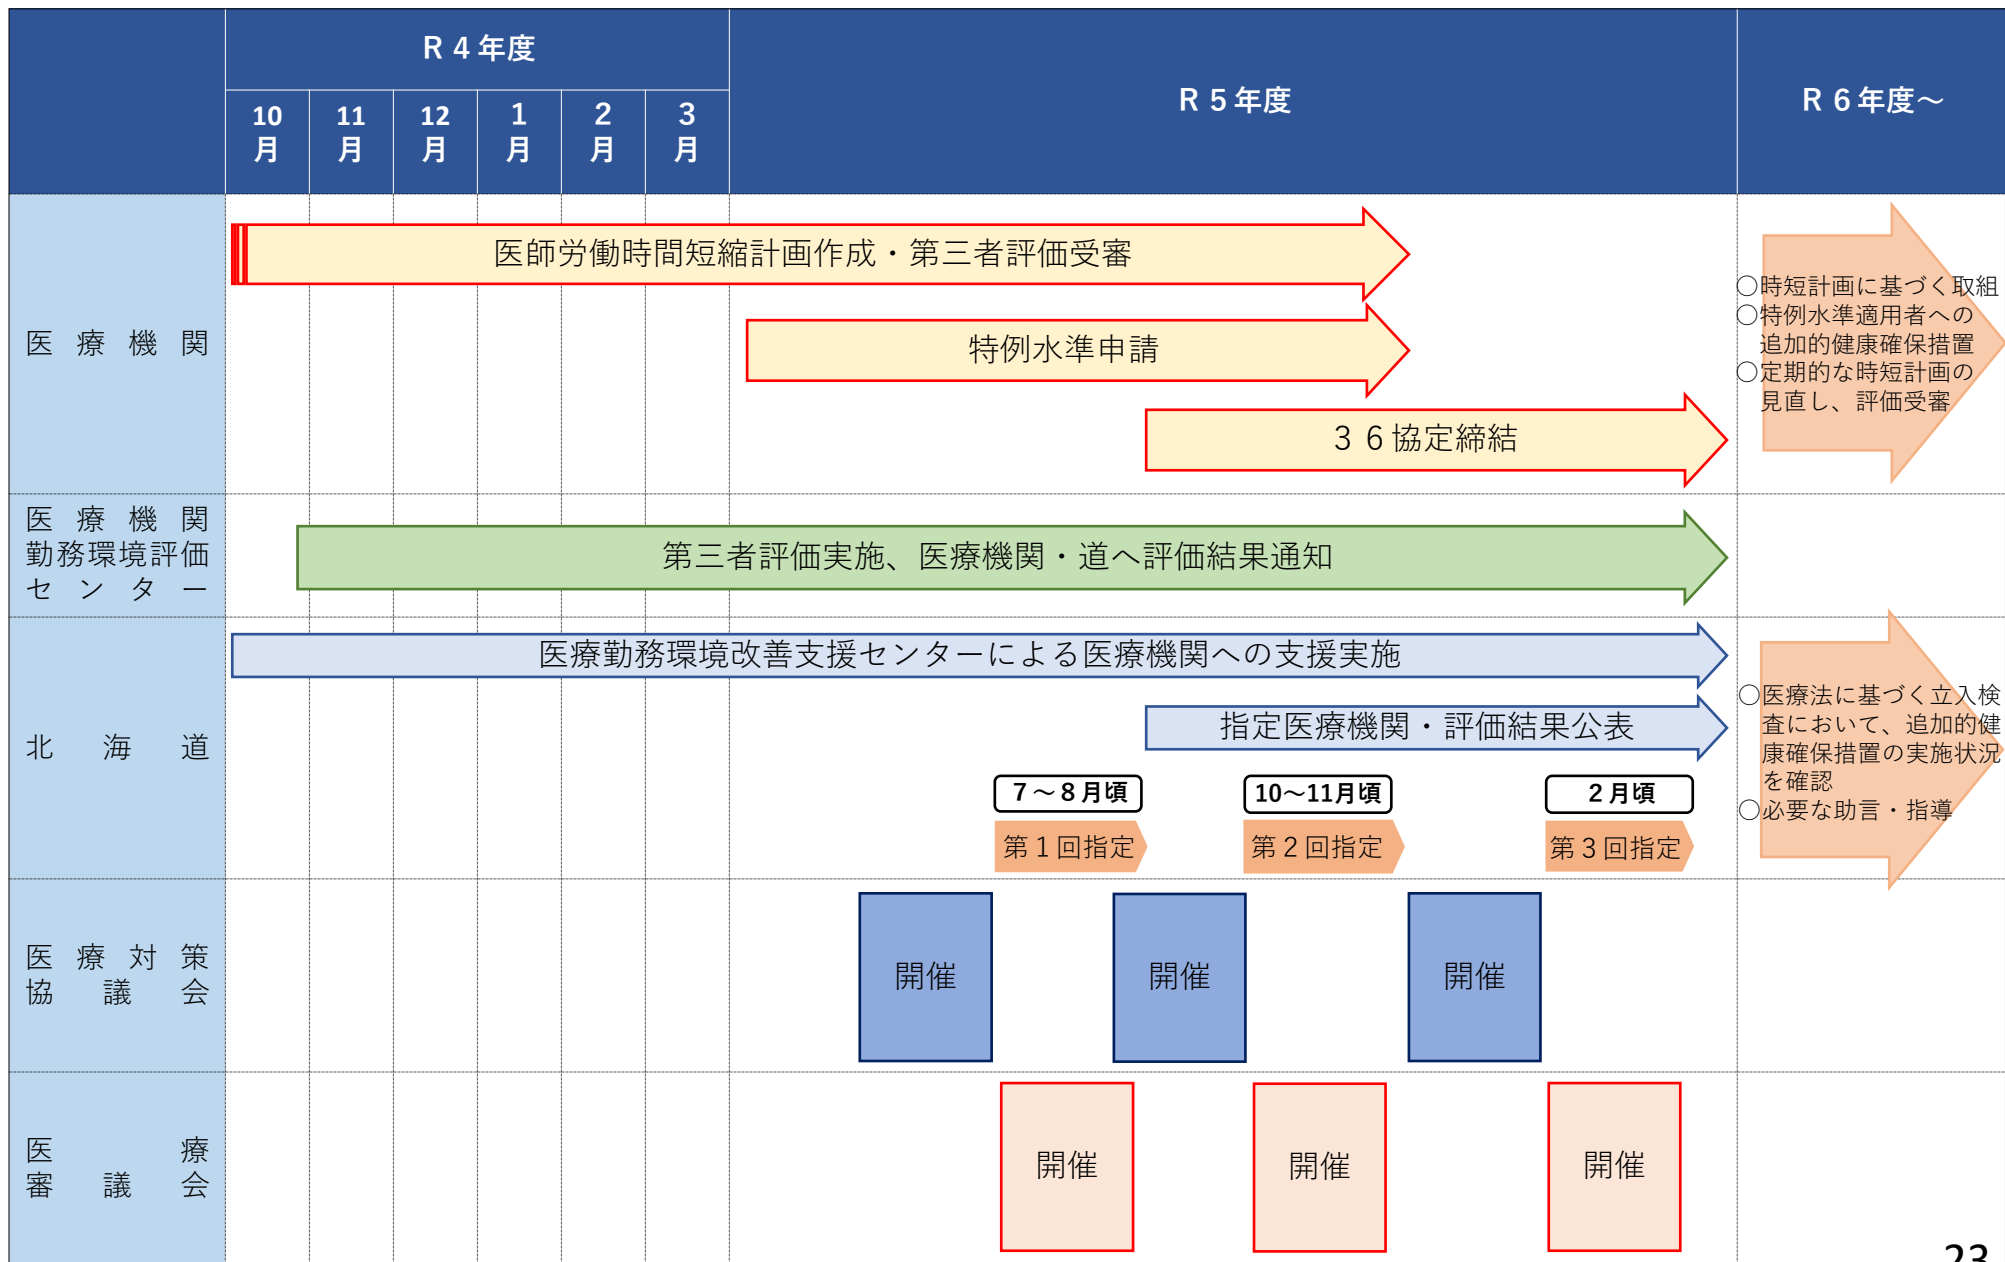 R４年度
R５年度
R６年度～
10月
11月
12月
１月
２月
３月
医療機関
医師労働時間短縮計画作成・第三者評価受審
特例水準申請
３６協定締結
○時短計画に基づく取組
○特例水準適用者への
追加的健康確保措置
○定期的な時短計画の
見直し、評価受審
医療機関
勤務環境評価
センター
第三者評価実施、医療機関・道へ評価結果通知
北海道
医療勤務環境改善支援センターによる医療機関への支援実施
指定医療機関・評価結果公表
７～８月頃
10～11月頃
２月頃
第１回指定
第２回指定
第３回指定
○医療法に基づく立入検
査において、追加的健
康確保措置の実施状況
を確認
○必要な助言・指導
医療対策
協議会
開催
開催
開催
医療
審議会
開催
開催
開催
23